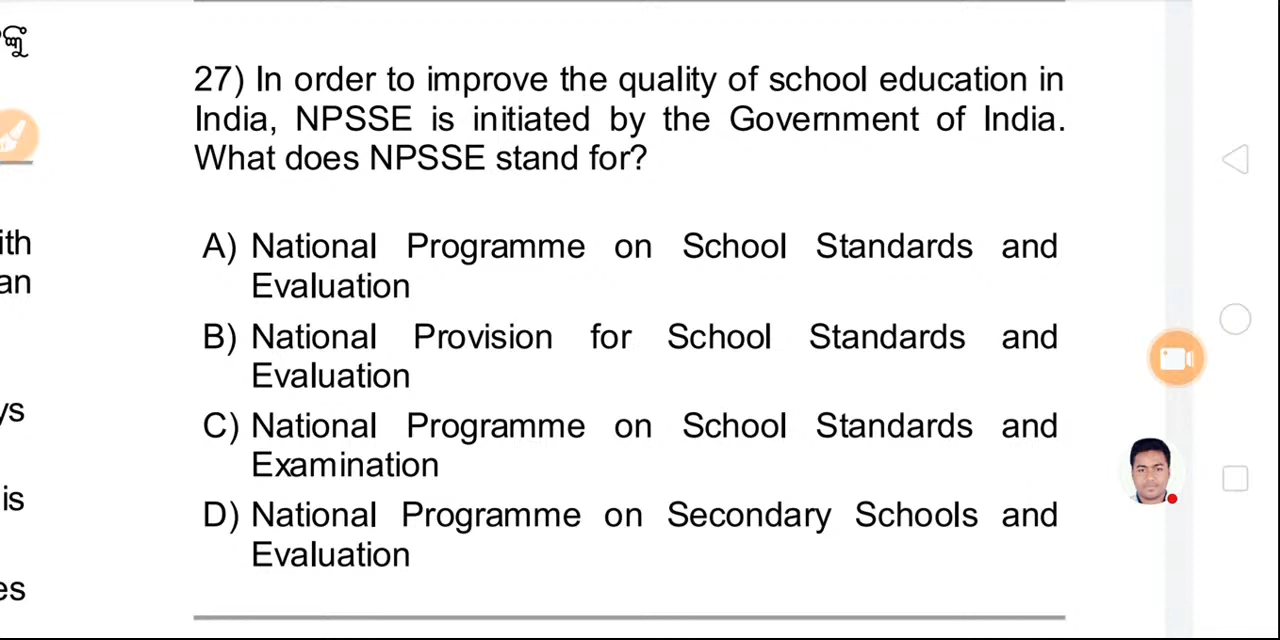 27) In order to improve the quality of school education in
India, NPSSE is initiated by the Government of India.
What does NPSSE stand for?
A) National Programme on School Standards and
Evaluation
B) National Provision for School Standards and
Evaluation
C) National Programme on School Standards and
Examination
D) National Programme on Secondary Schools and
Evaluation
ith
an
ys
is
es